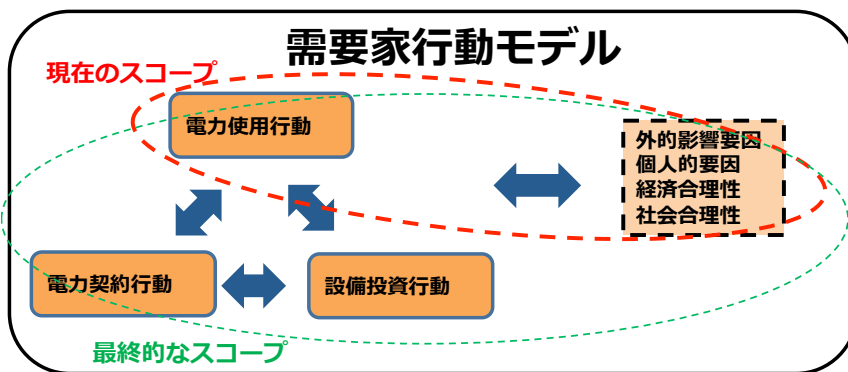 需要家行動モデル
現在のスコープ
電力使用行動
外的影響要因
個人的要因
経済合理性
社会合理性
電力契約行動
設備投資行動
最終的なスコープ